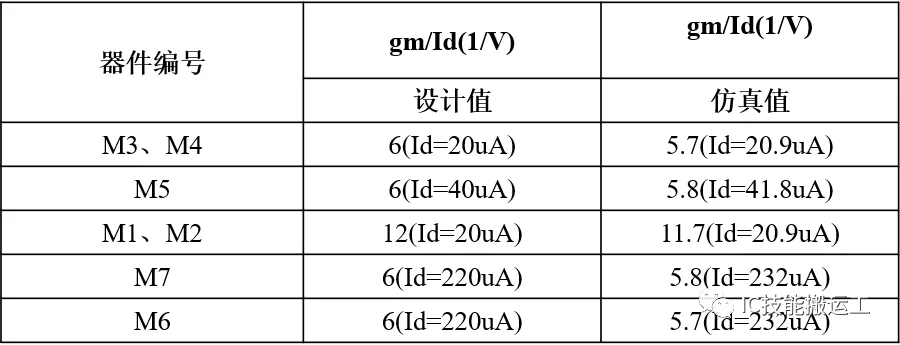 器件编号 gm/Id(1/V) gm/Id(1/V)
设计值 仿真值
M3、M4 6(Id=20uA) 5.7(Id=20.9uA)
M5 6(Id=40uA) 5.8(Id=41.8uA)
M1、M2 12(Id=20uA) 11.7(Id=20.9uA)
M7 6(Id=220uA) 5.8(Id=232uA)
M6 6(Id=220uA) 5.7(Id=232uA)
IC技能搬运工